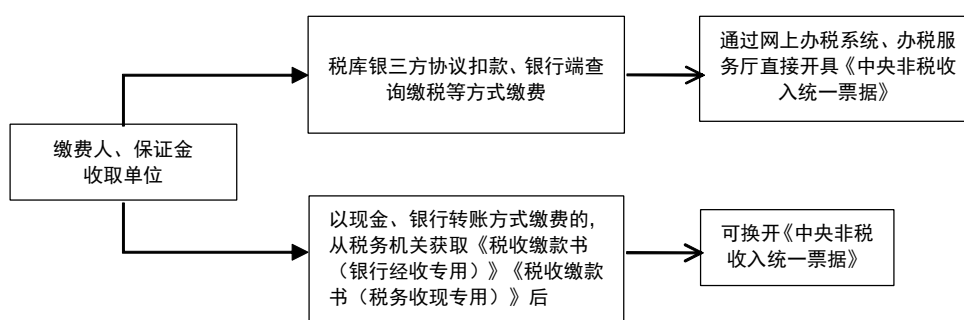 缴费人、保证金
收取单位
税库银三方协议扣款、银行端查
询缴税等方式缴费
通过网上办税系统、办税服
务厅直接开具《中央非税收
入统一票据》
以现金、银行转账方式缴费的,
从税务机关获取《税收缴款书
（银行经收专用）》《税收缴款
书（税务收现专用）》后
可换开《中央非税
收入统一票据》